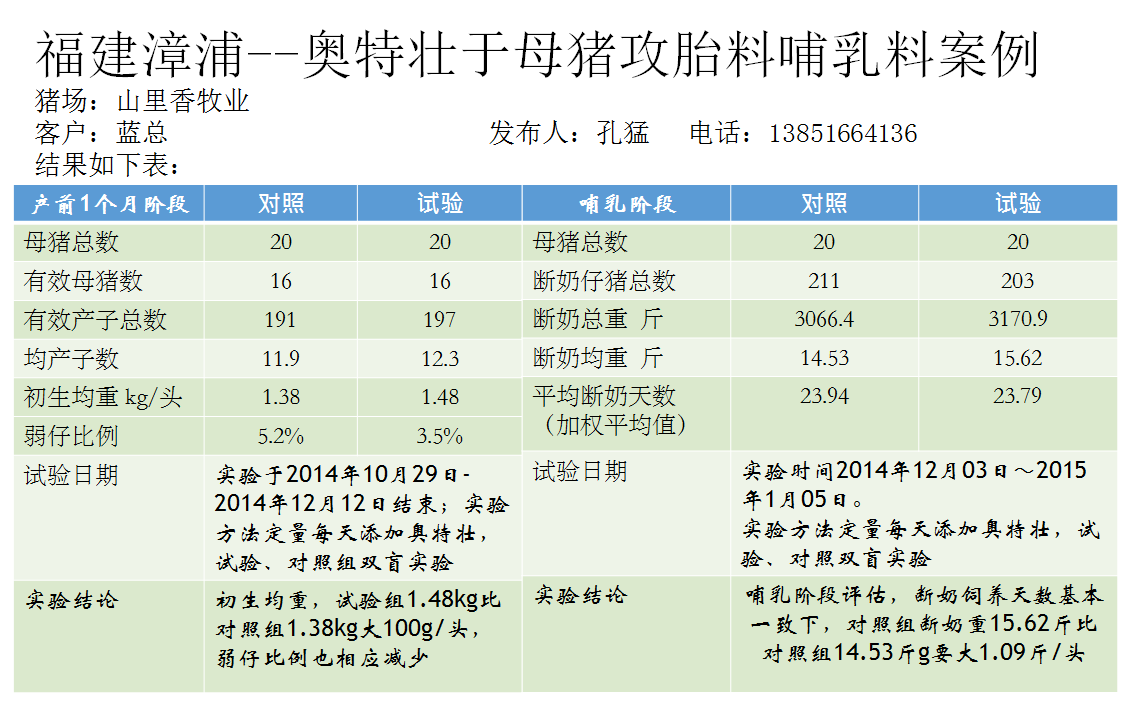 福建漳浦--奥特壮于母猪攻胎料哺乳料案例
猪场：山里香牧业
客户：蓝总 发布人：孔猛 电话：13851664136
结果如下表：
产前1个月阶段 对照 试验 哺乳阶段 对照 试验
母猪总数 20 20 母猪总数 20 20
有效母猪数 16 16 断奶仔猪总数 211 203
有效产子总数 191 197 断奶总重 斤 3066.4 3170.9
均产子数 11.9 12.3 断奶均重 斤 14.53 15.62
初生均重 kg/头 1.38 1.48 平均断奶天数 23.94 23.79
（加权平均值）
弱仔比例 5.2% 3.5%
试验日期
实验于2014年10月29日-
2014年12月12日结束；实验
方法定量每天添加奥特壮，
试验、对照组双盲实验
试验日期
实验时间2014年12月03日～2015
年1月05日。
实验方法定量每天添加奥特壮，试
验、对照双盲实验
实验结论
初生均重，试验组1.48kg比
对照组1.38kg大100g/头，
弱仔比例也相应减少
实验结论
哺乳阶段评估，断奶饲养天数基本
一致下，对照组断奶重15.62斤比
对照组14.53斤g要大1.09斤/头